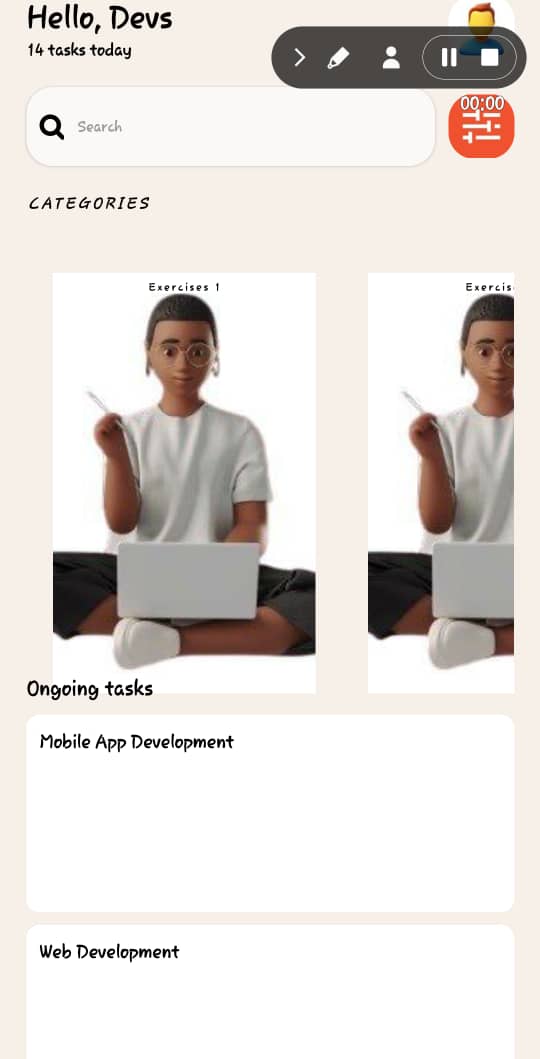 Hello, Devs
14 tasks today
00:00
Search
CATEGORIES
Exercises 1
Exercis
Ongoing tasks
Mobile App Development
Web Development